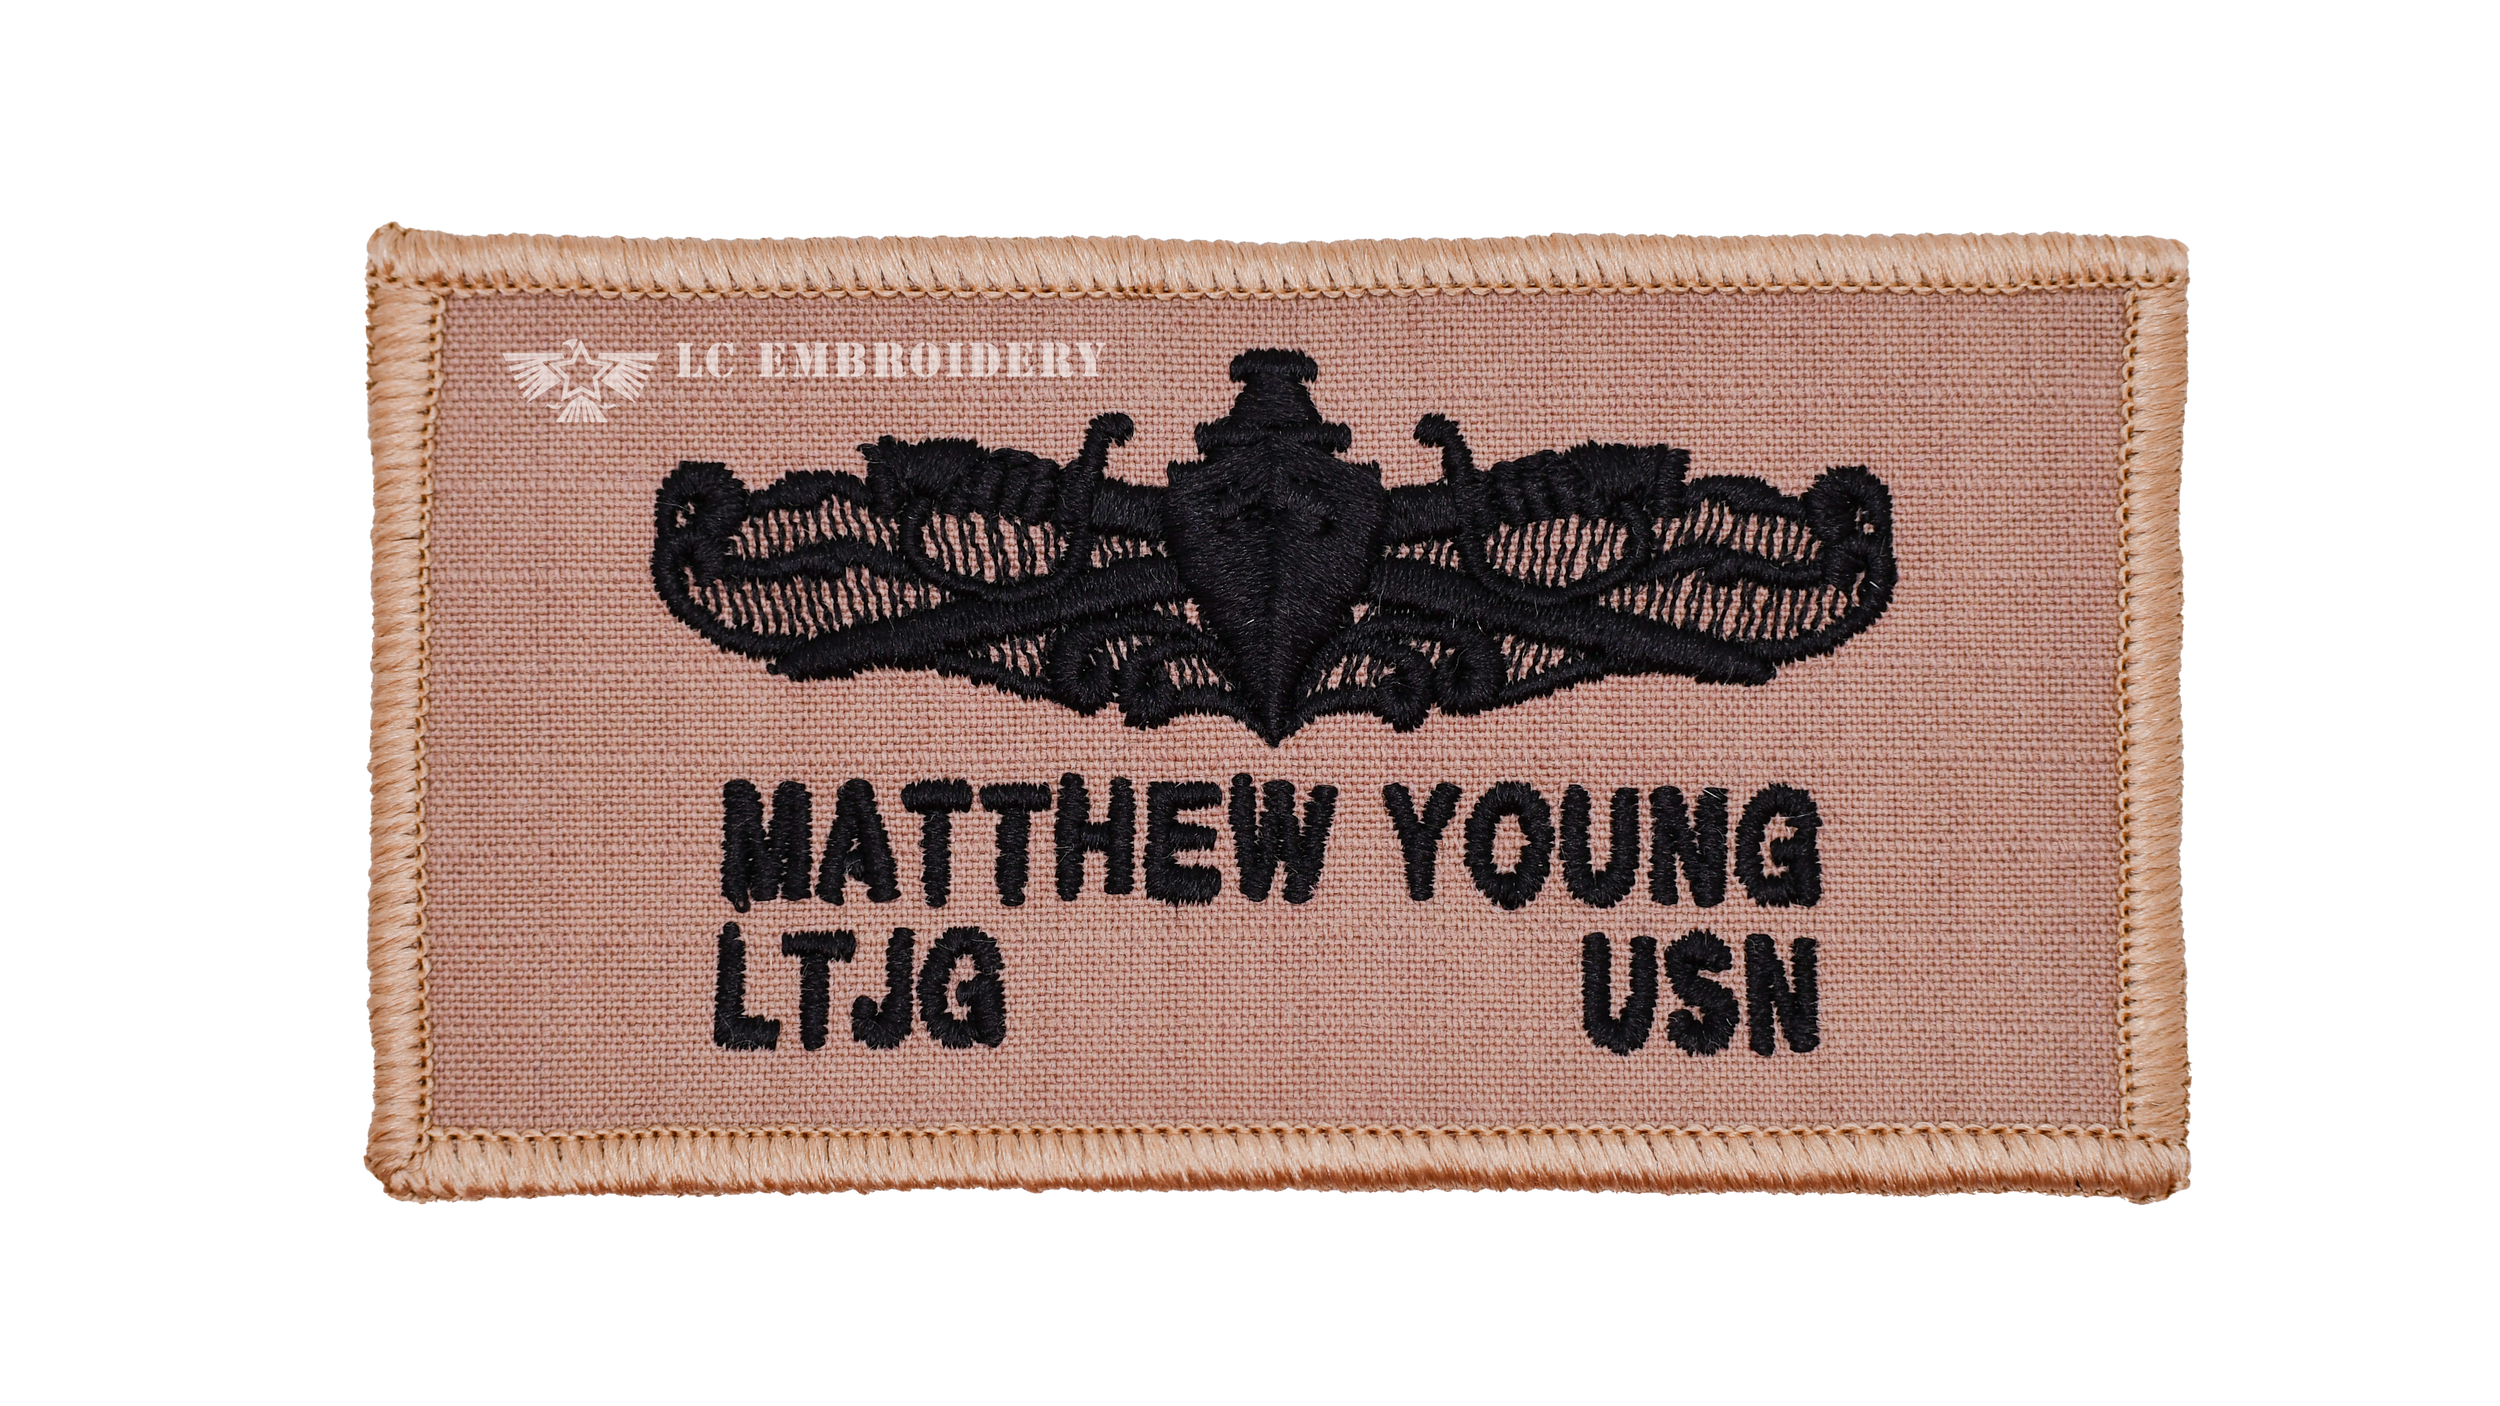 LC EMBROIDERY
MATTHEW YOUNG
LTJG USN